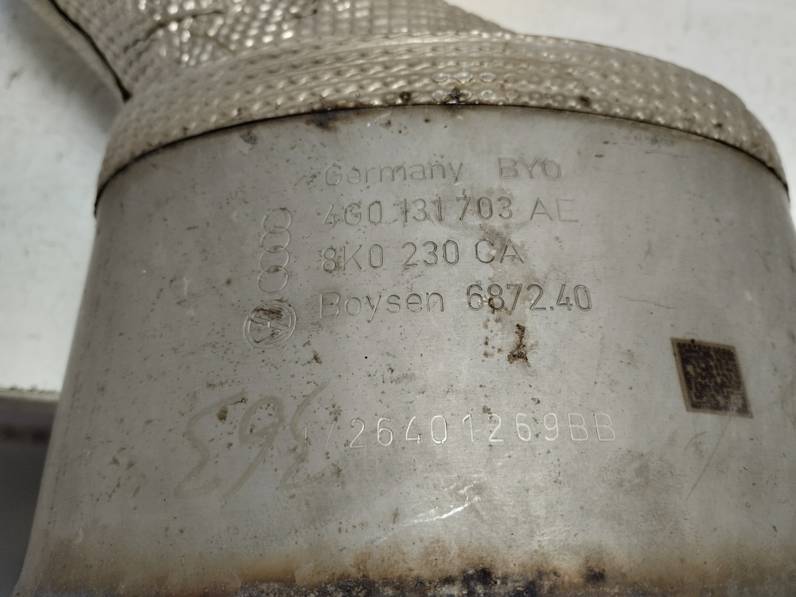 Germany BYO
4G0 131 703 AE
8K0 230 CA
Boysen 6872.40
26401269BB